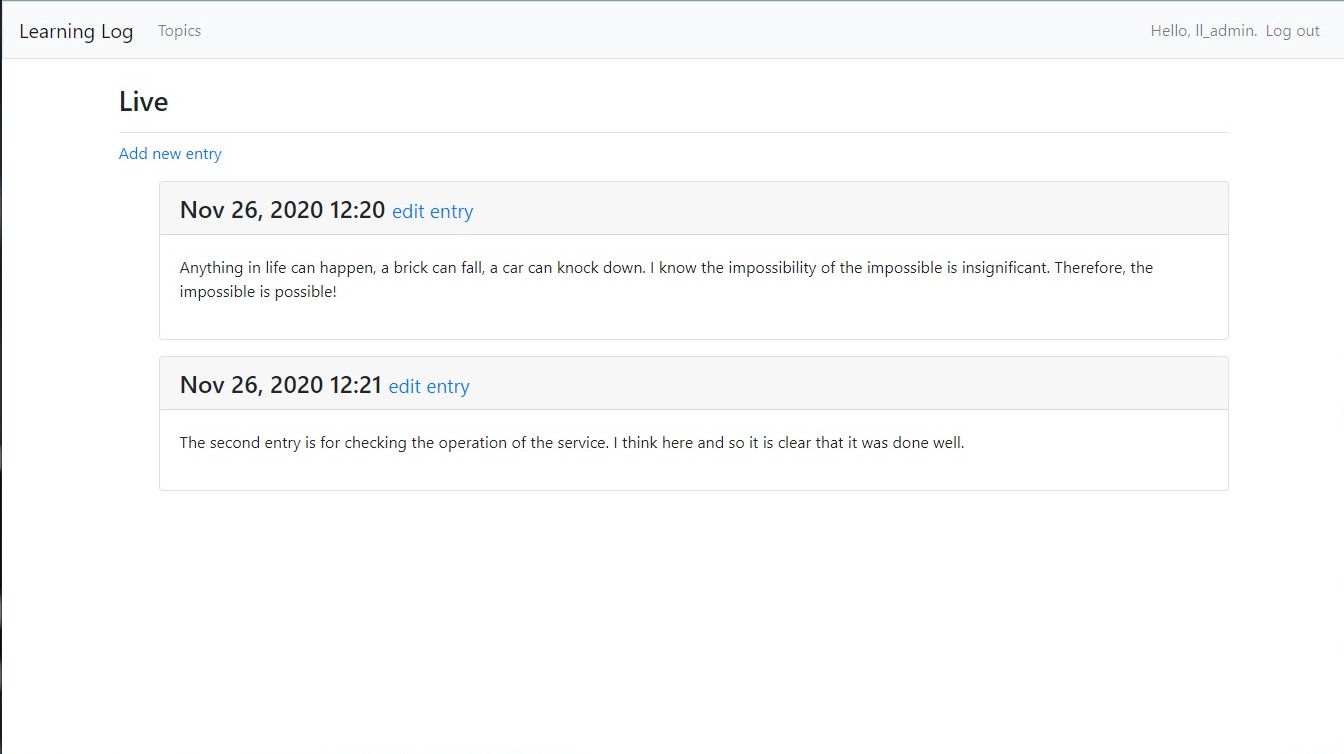 Learning Log Topics Hello, ll_admin. Log out
Live
Add new entry
Nov 26, 2020 12:20 edit entry
Anything in life can happen, a brick can fall, a car can knock down. I know the impossibility of the impossible is insignificant. Therefore, the
impossible is possible!
Nov 26, 2020 12:21 edit entry
The second entry is for checking the operation of the service. I think here and so it is clear that it was done well.